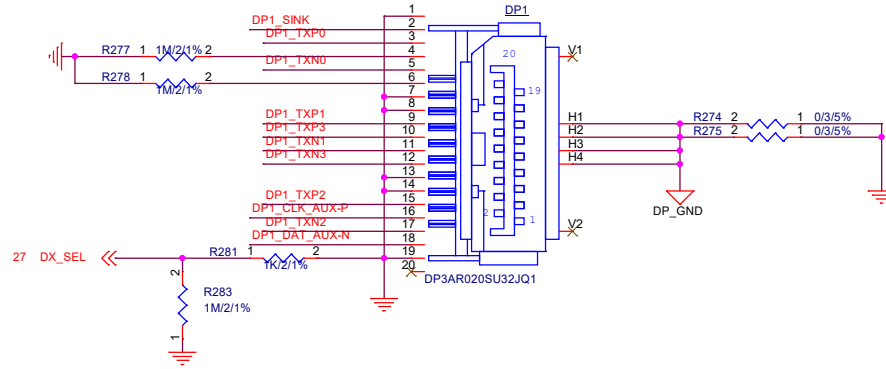 DP1
1
DP1_SINK 2
DP1_TXP0 3
R277 1 1M/2/1% 2 4
DP1_TXN0 5
R278 1 1M/2/1% 2 6
7
8
DP1_TXP1 9
DP1_TXP3 10
DP1_TXN1 11
DP1_TXN3 12
13
14
DP1_TXP2 15
DP1_CLK_AUX-P 16
DP1_TXN2 17
DP1_DAT_AUX-N 18
19
20
20
19
2
1
V1
H1
H2
H3
H4
V2
R274 2 1 0/3/5%
R275 2 1 0/3/5%
DP_GND
DP3AR020SU32JQ1
27 DX_SEL
R281 1 1K/2/1% 2
2
R283
1M/2/1%
1